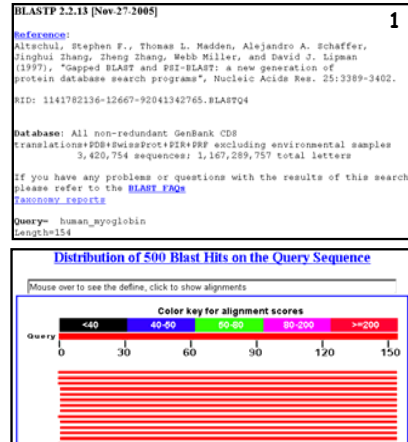 BLASTP 2.2.13 [Nov-27-2005]
1
Reference:
Altschul, Stephen F., Thomas L. Madden, Alejandro A. Schäffer,
Jinghui Zhang, Zheng Zhang, Webb Miller, and David J. Lipman
(1997), "Gapped BLAST and PSI-BLAST: a new generation of
protein database search programs", Nucleic Acids Res. 25:3389-3402.
RID: 1141782136-12667-92041342765.BLASTQ4
Database: All non-redundant GenBank CDS
translations+PDB+SwissProt+PIR+PRF excluding environmental samples
3,420,754 sequences; 1,167,289,757 total letters
If you have any problems or questions with the results of this search
please refer to the BLAST FAQs
Taxonomy reports
Query= human_myoglobin
Length=154
Distribution of 500 Blast Hits on the Query Sequence
Mouse over to see the defline, click to show alignments
Color key for alignment scores
<40 40-50 50-80 80-200 >=200
Query
0 30 60 90 120 150